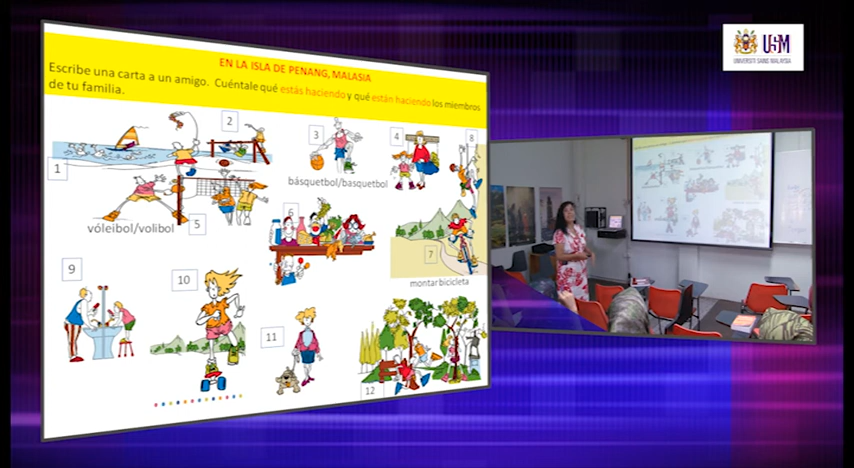 EN LA ISLA DE PENANG, MALASIA
Escribe una carta a un amigo. Cuéntale qué estás haciendo y qué están haciendo los miembros
de tu familia.
1
2
3
4
8
básquetbol/basquetbol
vóleibol/volibol
5
6
7
montar bicicleta
9
10
11
12
USM
UNIVERSITI SAINS MALAYSIA